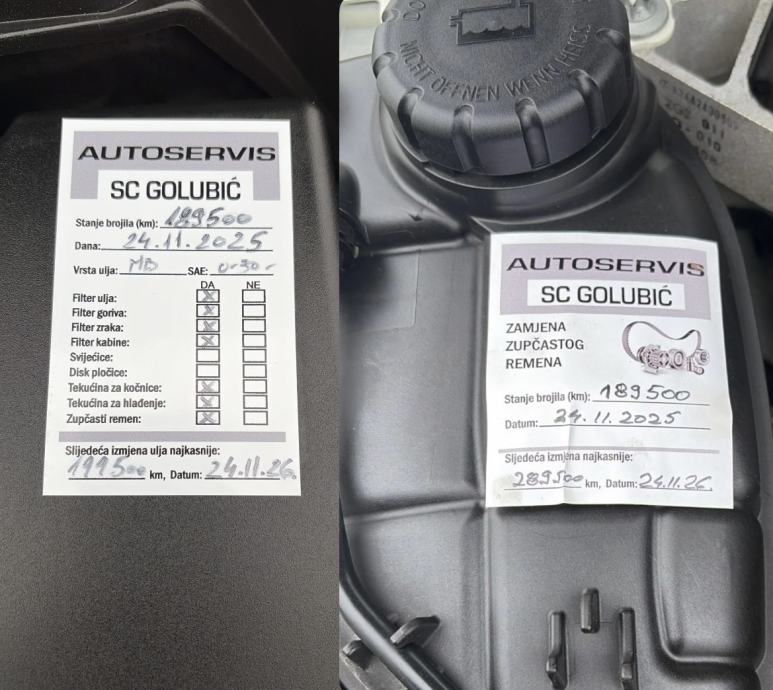 AUTOSERVIS
SC GOLUBIĆ
Stanje brojila (km): 189500
Dana: 24.11.2025
Vrsta ulja: MB SAE: 0-30-
DA NE
Filter ulja: X
Filter goriva: X
Filter zraka: X
Filter kabine: X
Svijećice:
Disk pločice:
Tekućina za kočnice: X
Tekućina za hlađenje: X
Zupčasti remen: X
Slijedeća izmjena ulja najkasnije:
199500 km, Datum: 24.11.26.
NICHT ÖFFNEN WENN HEISS
AUTOSERVIS
SC GOLUBIĆ
ZAMJENA
ZUPČASTOG
REMENA
Stanje brojila (km): 189500
Datum: 24.11.2025
Sljedeća izmjena najkasnije:
289500 km, Datum: 24.11.26.